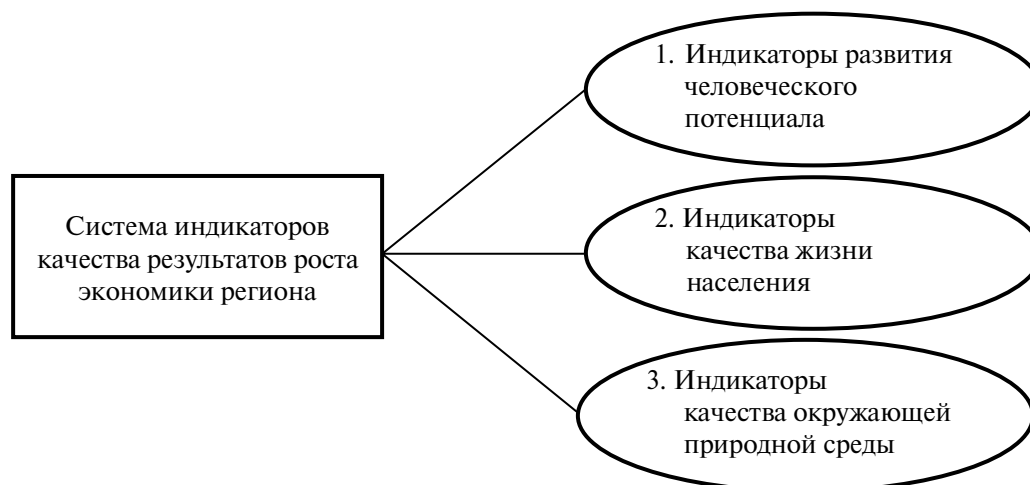 Система индикаторов
качества результатов роста
экономики региона
1. Индикаторы развития
человеческого
потенциала
2. Индикаторы
качества жизни
населения
3. Индикаторы
качества окружающей
природной среды